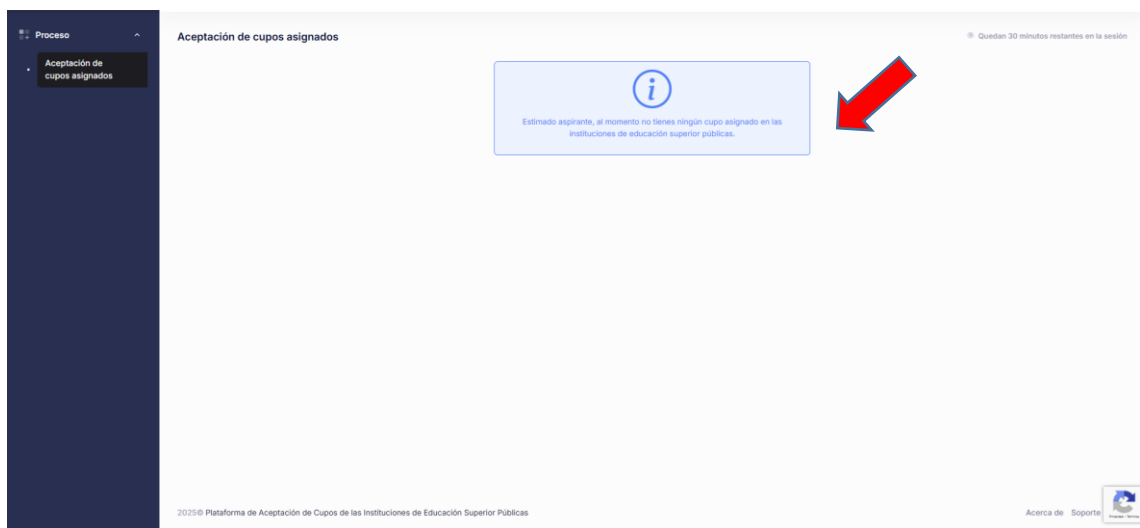 Proceso
Aceptación de
cupos asignados
Aceptación de cupos asignados
Quedan 30 minutos restantes en la sesión
Estimado aspirante, al momento no tienes ningún cupo asignado en las
instituciones de educación superior públicas.
2025© Plataforma de Aceptación de Cupos de las Instituciones de Educación Superior Públicas
Acerca de Soporte